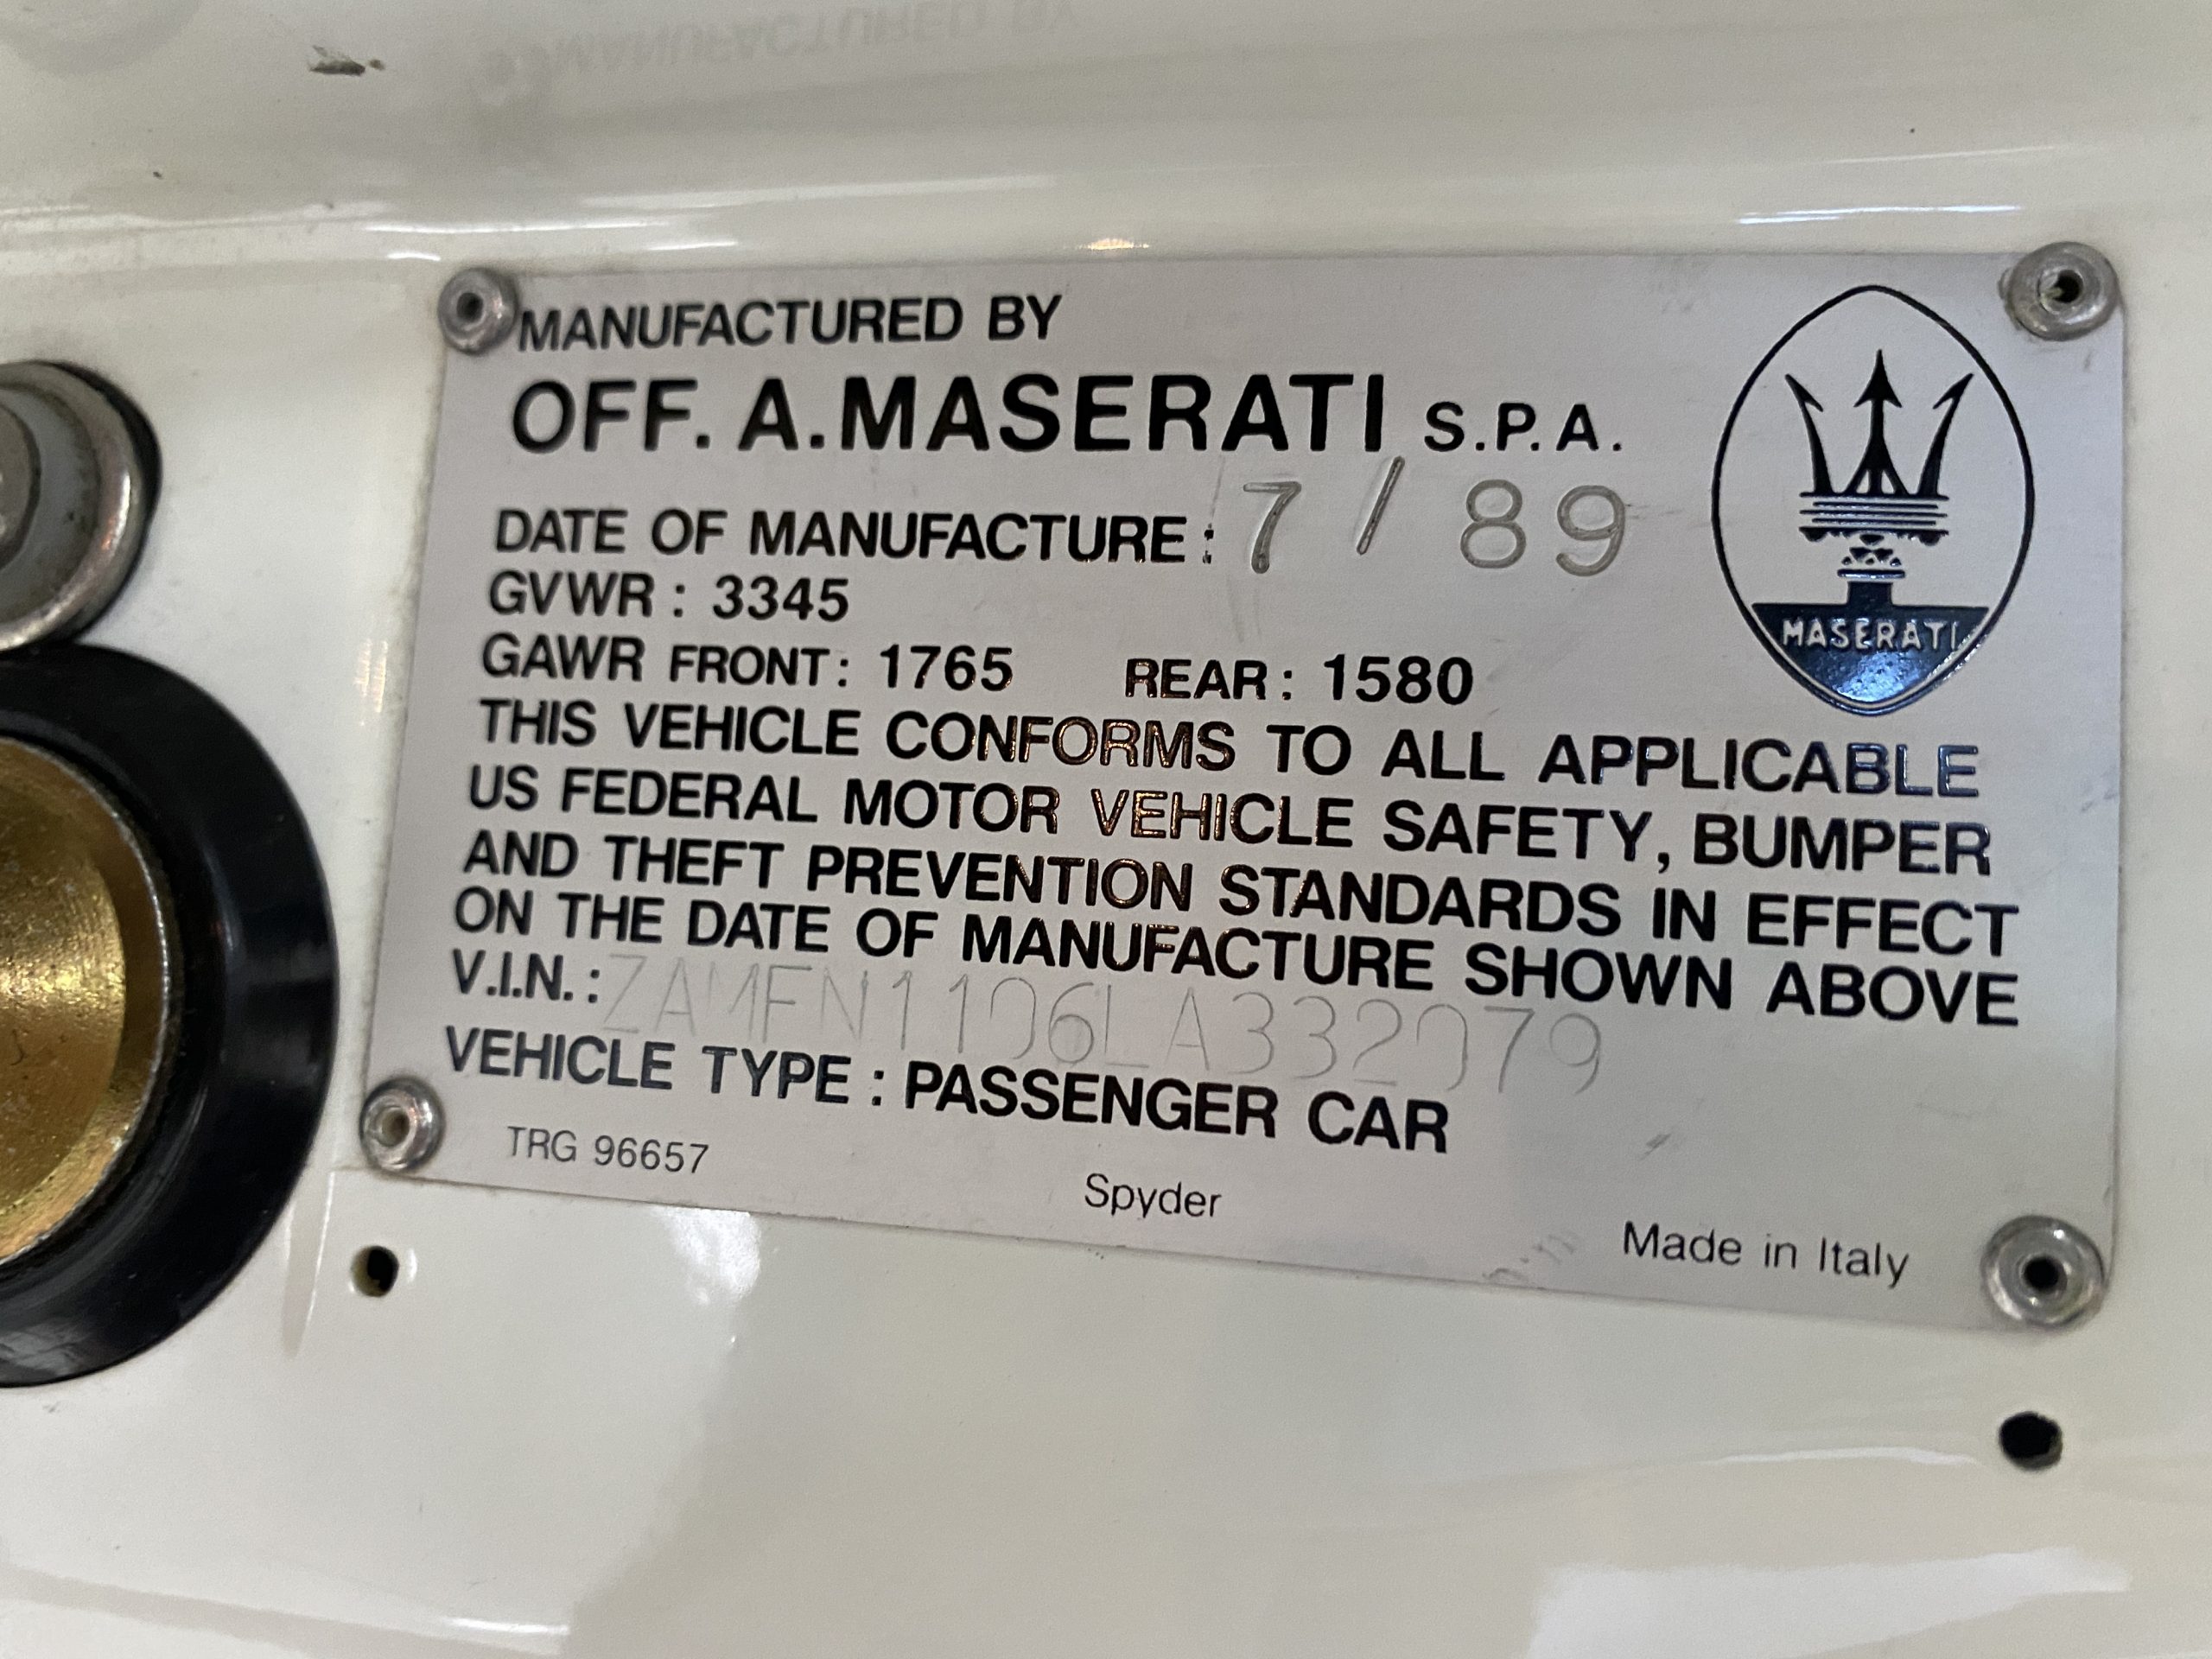 MANUFACTURED BY
OFF. A. MASERATI S.P.A.
DATE OF MANUFACTURE: 7 / 89
GVWR: 3345
GAWR FRONT: 1765 REAR: 1580
THIS VEHICLE CONFORMS TO ALL APPLICABLE
US FEDERAL MOTOR VEHICLE SAFETY, BUMPER
AND THEFT PREVENTION STANDARDS IN EFFECT
ON THE DATE OF MANUFACTURE SHOWN ABOVE
V.I.N.: ZAMFN1106LA332079
VEHICLE TYPE: PASSENGER CAR
TRG 96657
Spyder
Made in Italy
MASERATI